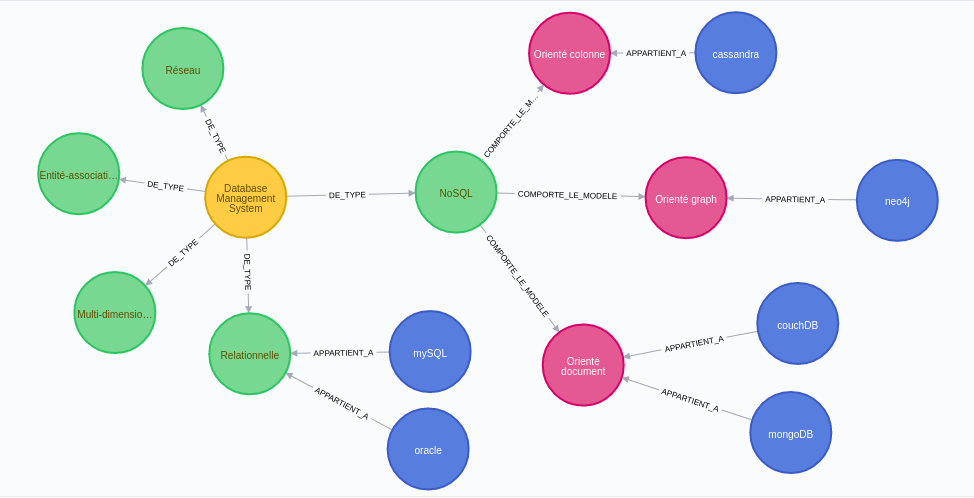 Orienté colonne
APPARTIENT_A
cassandra
Réseau
COMPORTE_LE_M…
DE_TYPE
Entité-associati…
DE_TYPE
Database
Management
System
DE_TYPE
NoSQL
COMPORTE_LE_MODELE
Orienté graph
APPARTIENT_A
neo4j
DE_TYPE
DE_TYPE
COMPORTE_LE_MODELE
Multi-dimensio…
Relationnelle
APPARTIENT_A
mySQL
Orienté
document
APPARTIENT_A
couchDB
APPARTIENT_A
oracle
APPARTIENT_A
mongoDB